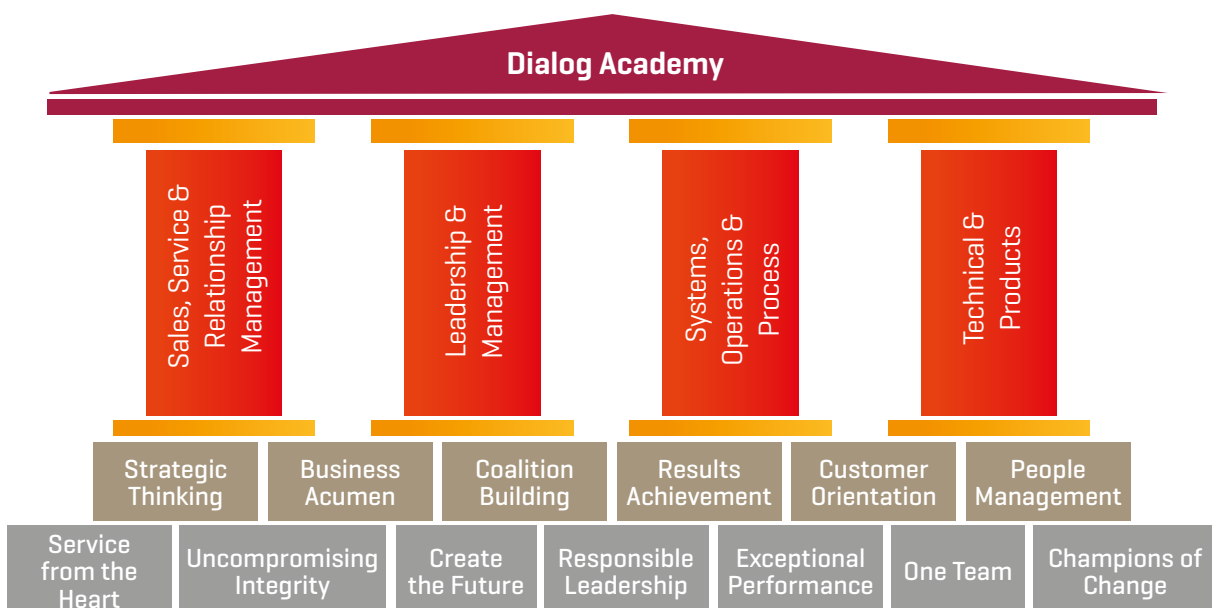 Dialog Academy
Sales, Service &
Relationship
Management
Leadership &
Management
Systems,
Operations &
Process
Technical &
Products
Strategic
Thinking
Business
Acumen
Coalition
Building
Results
Achievement
Customer
Orientation
People
Management
Service
from the
Heart
Uncompromising
Integrity
Create
the Future
Responsible
Leadership
Exceptional
Performance
One Team
Champions of
Change